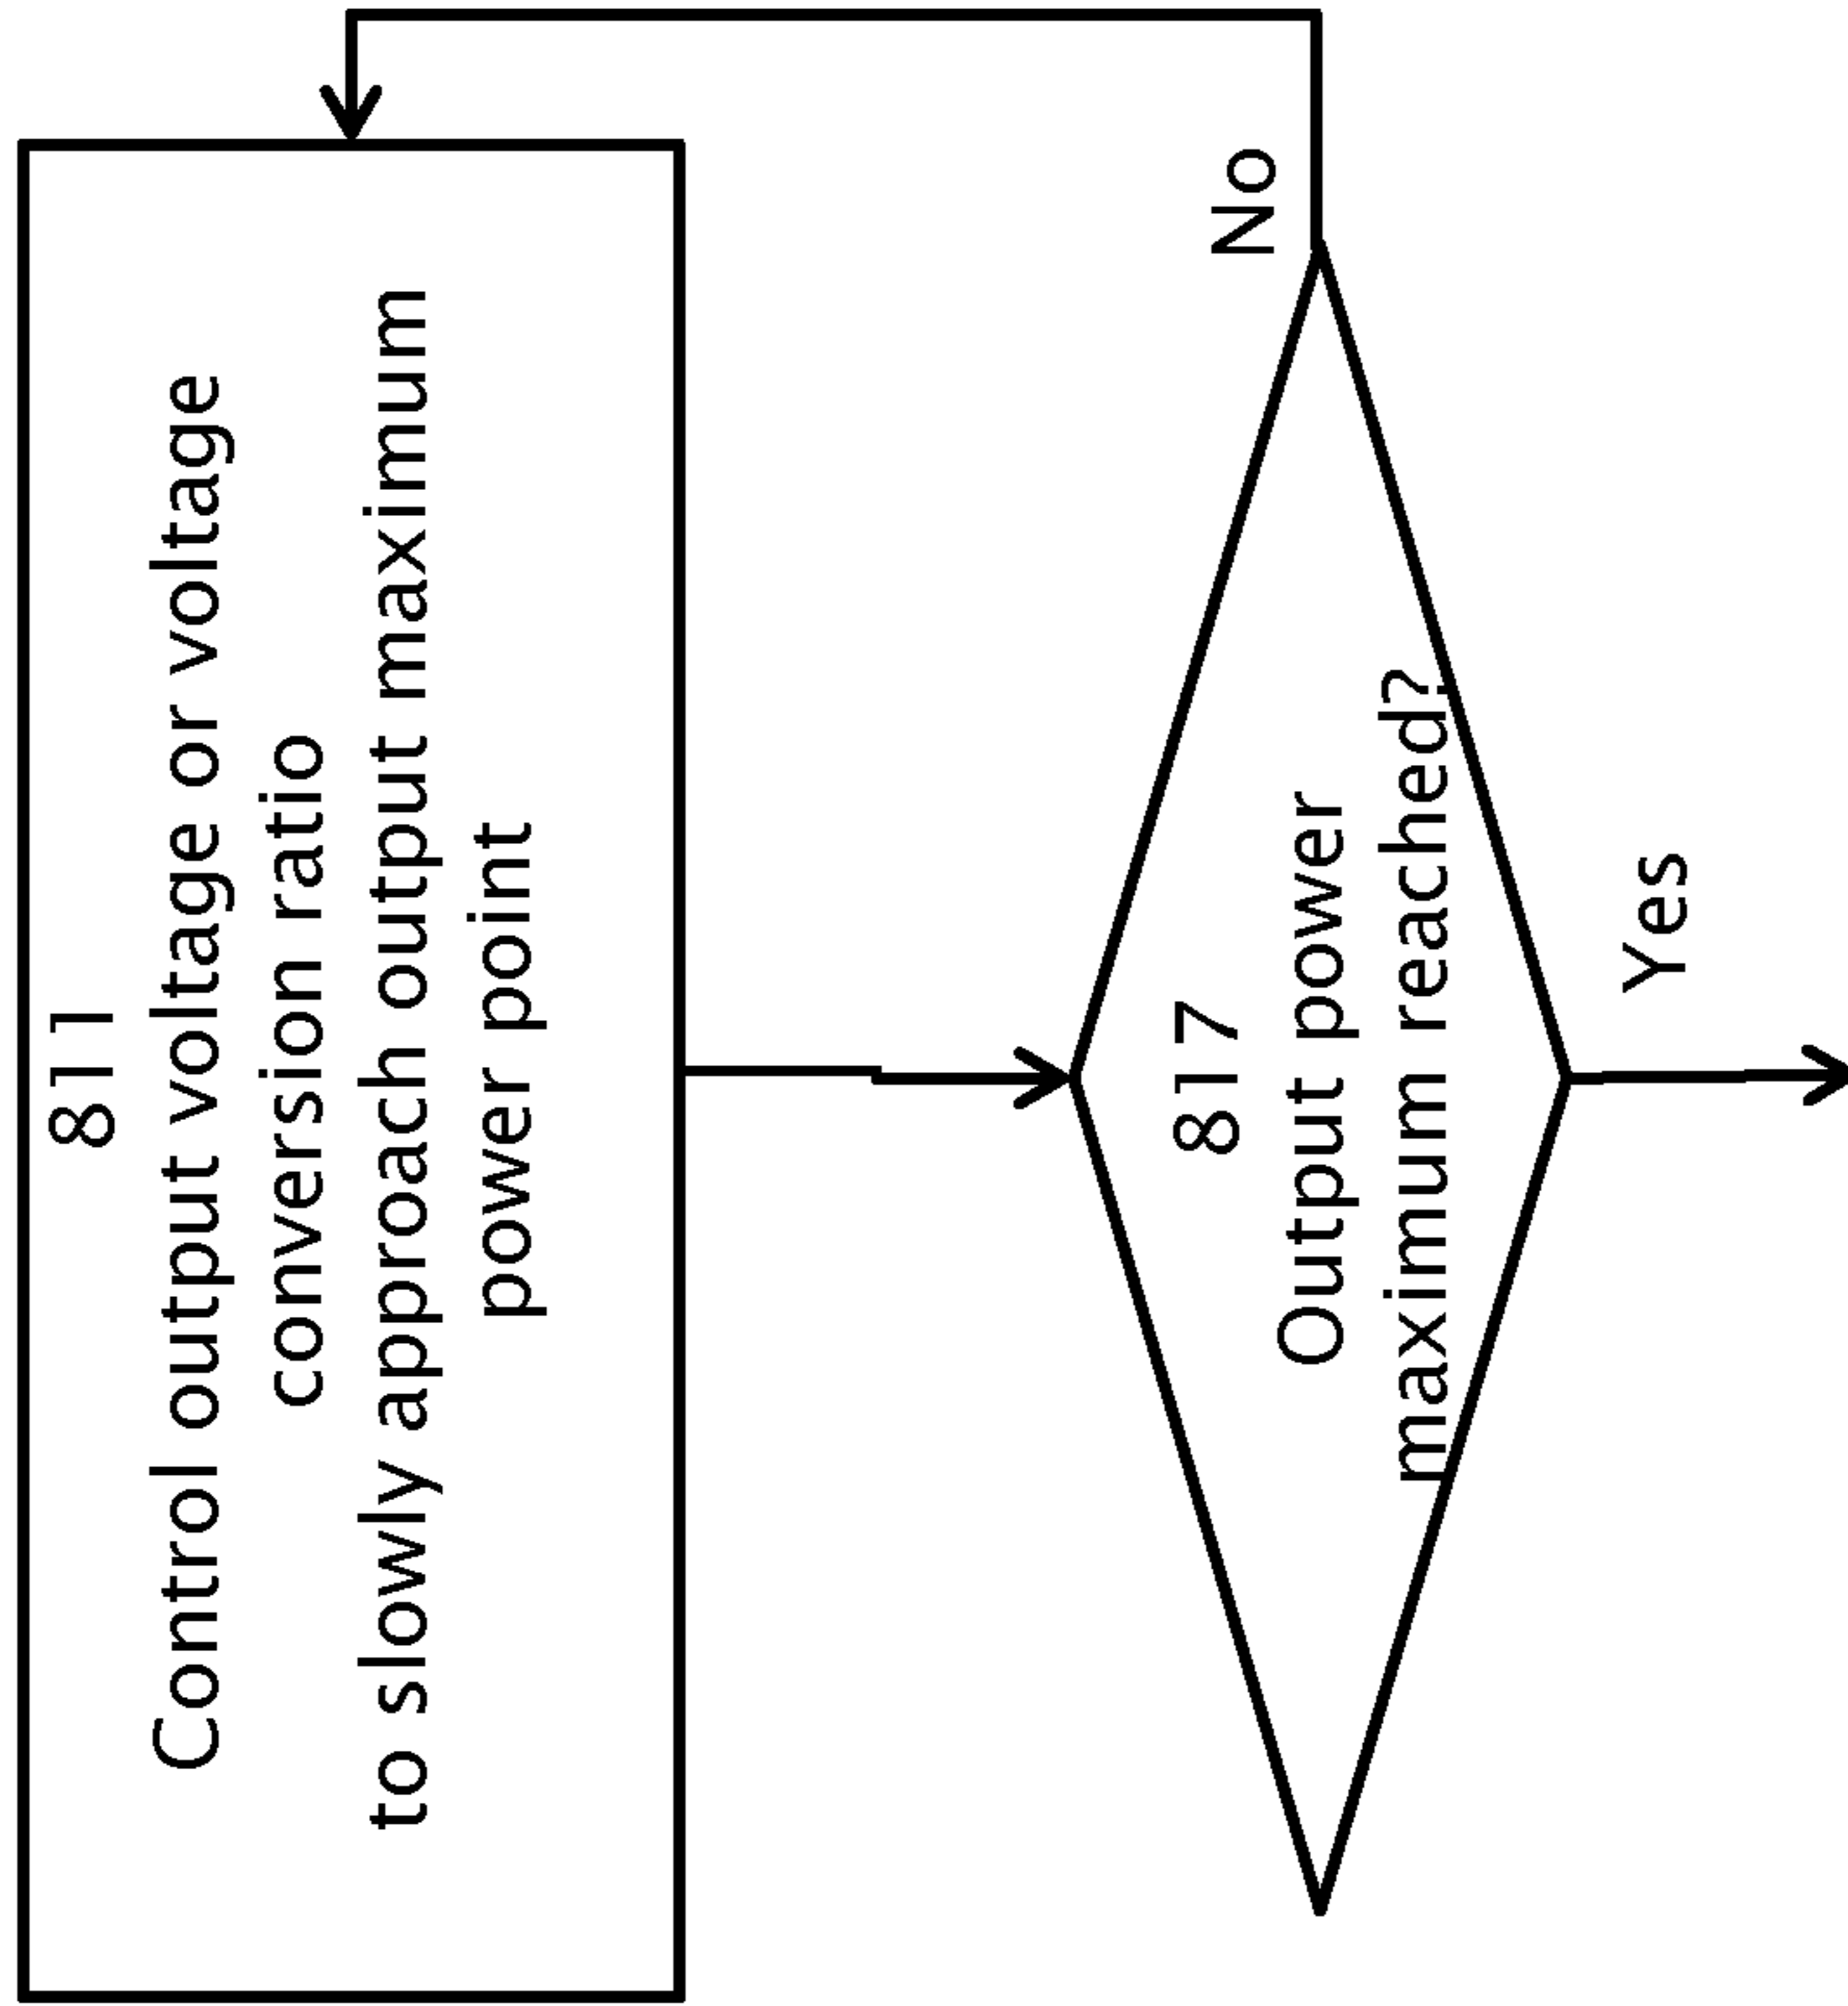 811
Control output voltage or voltage
conversion ratio
to slowly approach output maximum
power point
817
Output power
maximum reached?
No
Yes